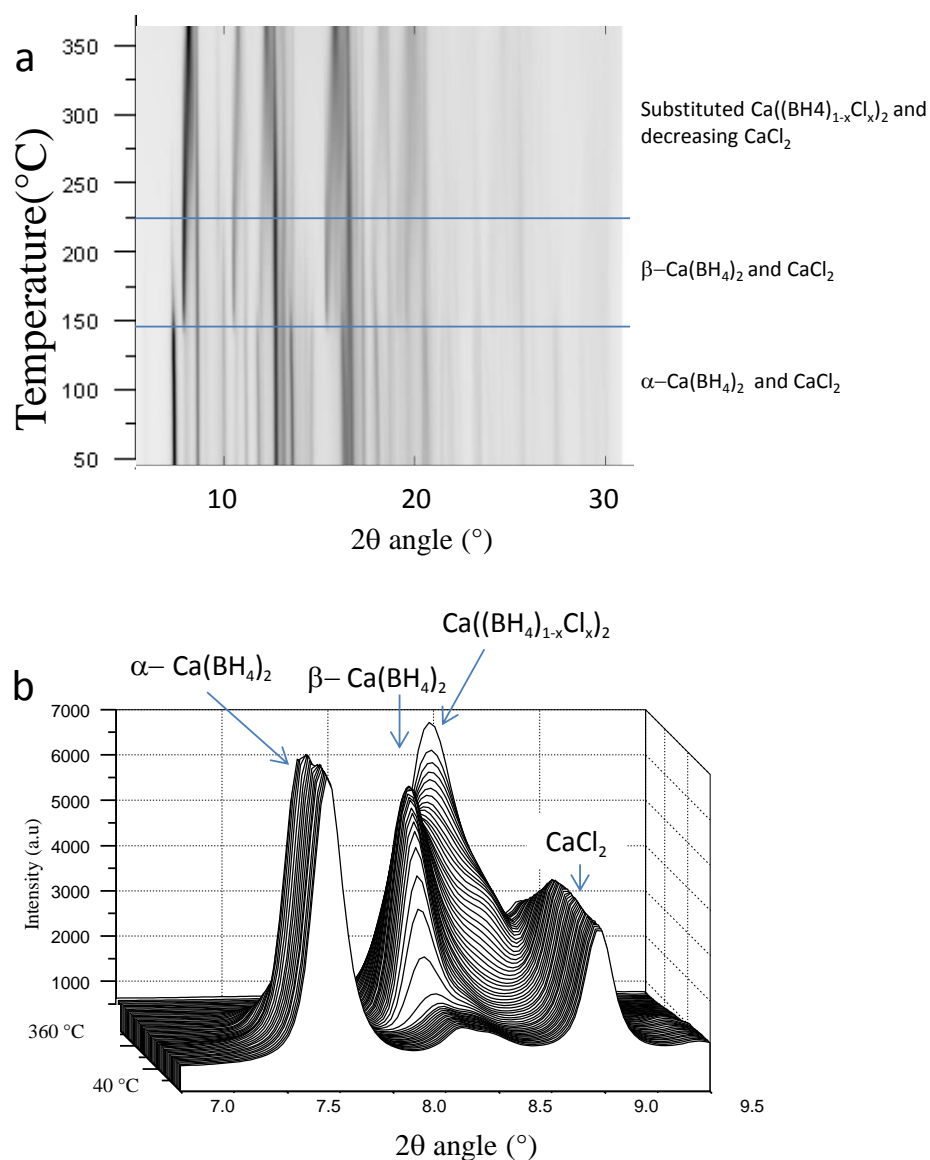 a
Temperature(°C)
350
300
250
200
150
100
50
10 20 30
2θ angle (°)
Substituted Ca((BH4)₁₋ₓClₓ)₂ and
decreasing CaCl₂
β–Ca(BH₄)₂ and CaCl₂
α–Ca(BH₄)₂ and CaCl₂
b
Ca((BH₄)₁₋ₓClₓ)₂
α– Ca(BH₄)₂
β– Ca(BH₄)₂
CaCl₂
Intensity (a.u)
7000
6000
5000
4000
3000
2000
1000
360 °C
40 °C
7.0 7.5 8.0 8.5 9.0 9.5
2θ angle (°)